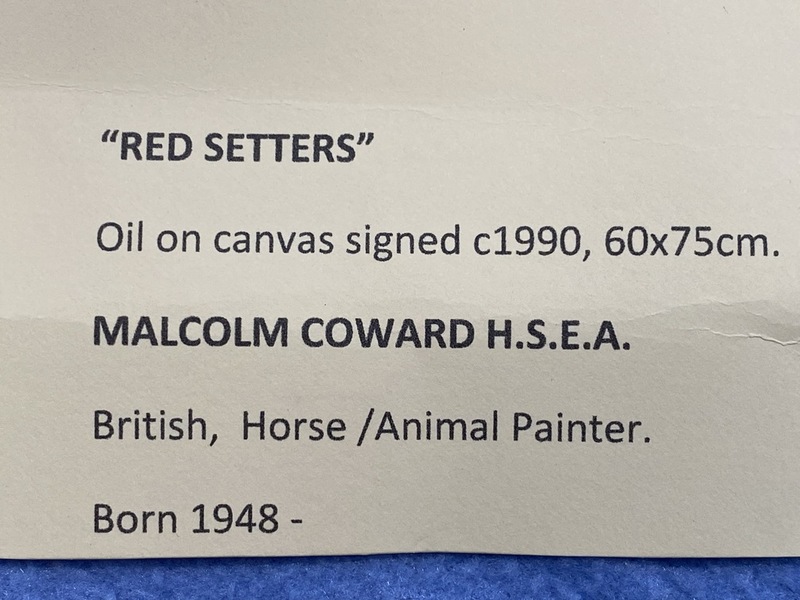 “RED SETTERS”
Oil on canvas signed c1990, 60x75cm.
MALCOLM COWARD H.S.E.A.
British,  Horse /Animal Painter.
Born 1948 -